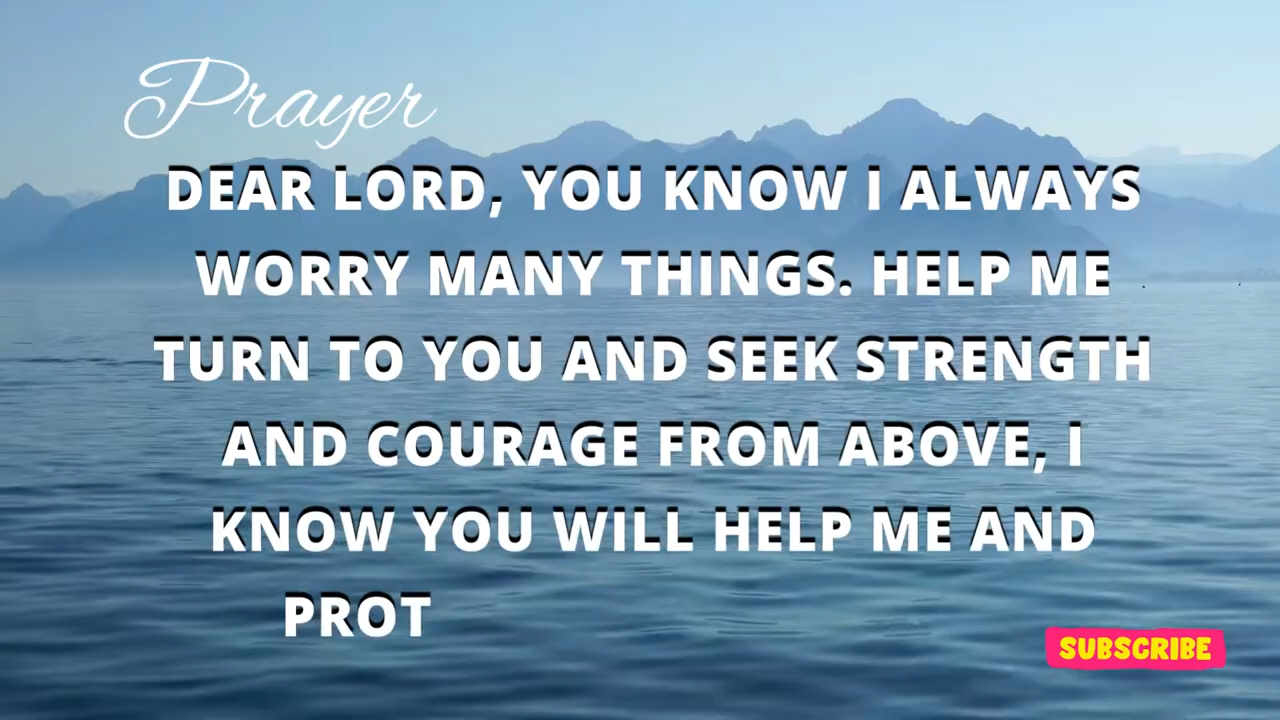 Prayer
DEAR LORD, YOU KNOW I ALWAYS
WORRY MANY THINGS. HELP ME
TURN TO YOU AND SEEK STRENGTH
AND COURAGE FROM ABOVE, I
KNOW YOU WILL HELP ME AND
PROT
SUBSCRIBE